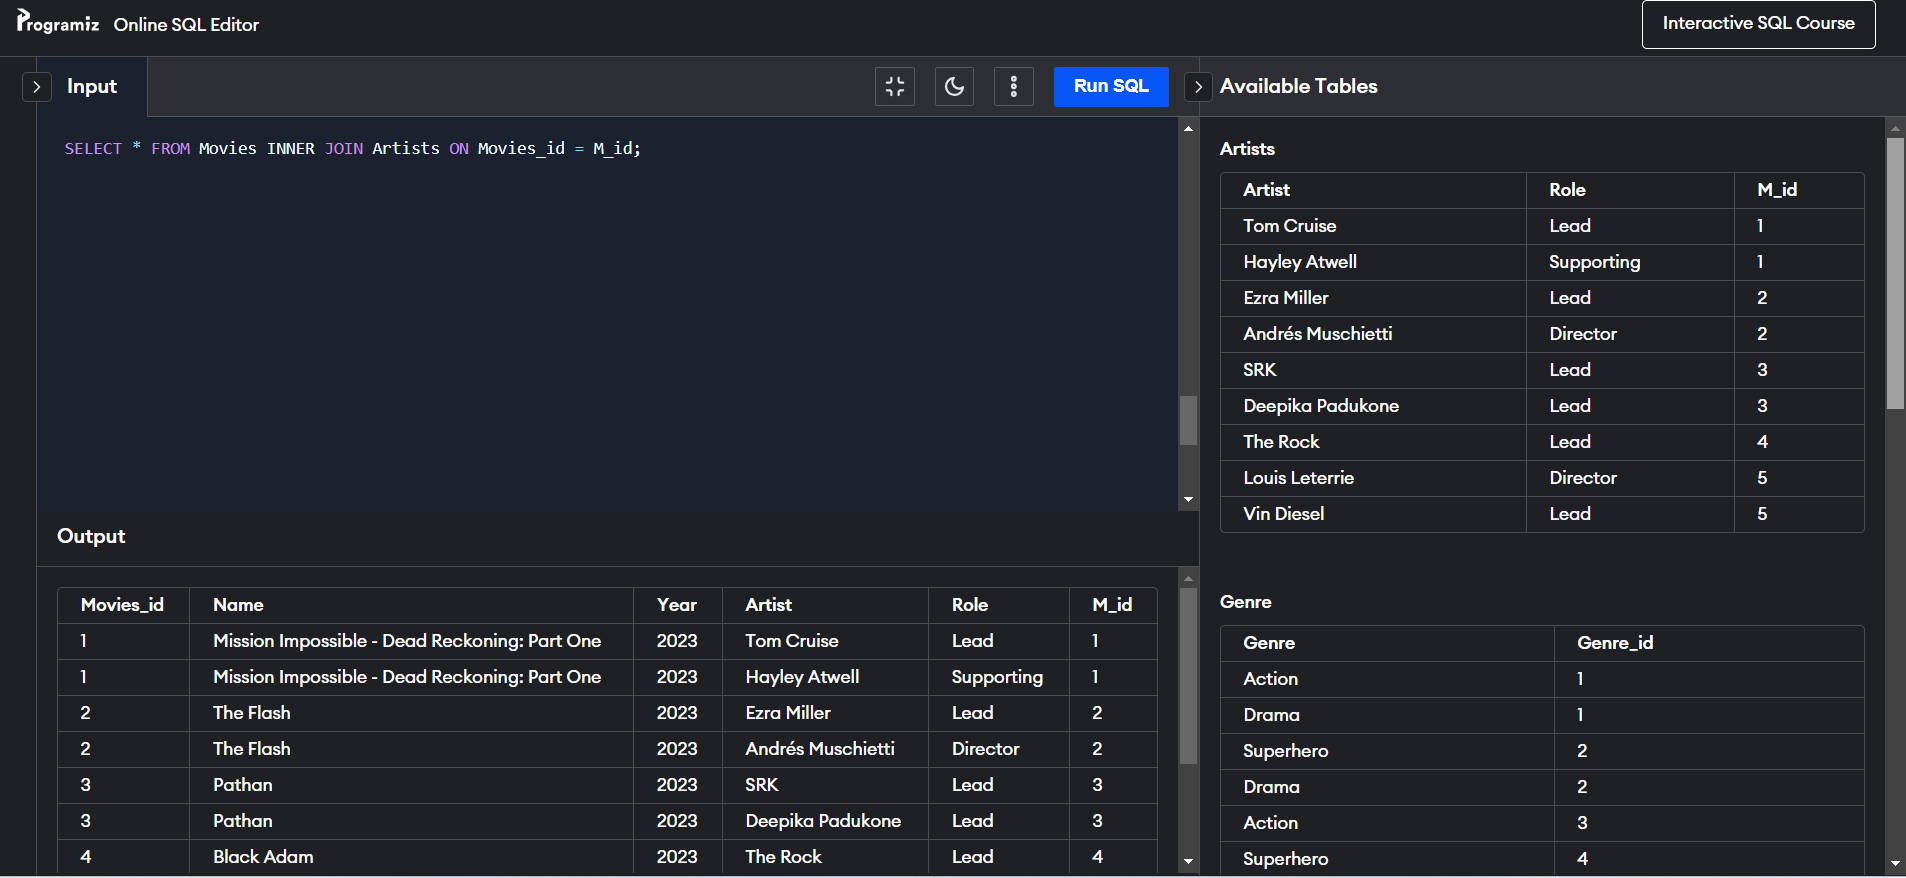 Programiz Online SQL Editor
Interactive SQL Course
Input
Run SQL
Available Tables
SELECT * FROM Movies INNER JOIN Artists ON Movies_id = M_id;
Output
Movies_id Name Year Artist Role M_id
1 Mission Impossible - Dead Reckoning: Part One 2023 Tom Cruise Lead 1
1 Mission Impossible - Dead Reckoning: Part One 2023 Hayley Atwell Supporting 1
2 The Flash 2023 Ezra Miller Lead 2
2 The Flash 2023 Andrés Muschietti Director 2
3 Pathan 2023 SRK Lead 3
3 Pathan 2023 Deepika Padukone Lead 3
4 Black Adam 2023 The Rock Lead 4
Artists
Artist Role M_id
Tom Cruise Lead 1
Hayley Atwell Supporting 1
Ezra Miller Lead 2
Andrés Muschietti Director 2
SRK Lead 3
Deepika Padukone Lead 3
The Rock Lead 4
Louis Leterrie Director 5
Vin Diesel Lead 5
Genre
Genre Genre_id
Action 1
Drama 1
Superhero 2
Drama 2
Action 3
Superhero 4